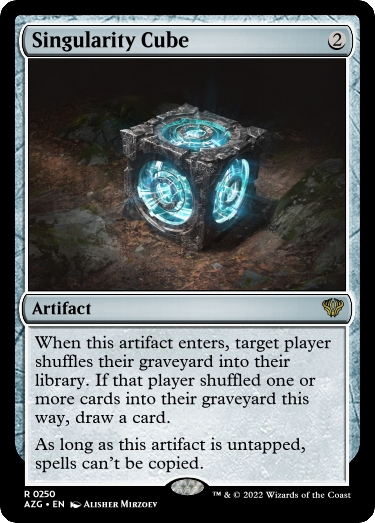 Singularity Cube
2
Artifact
When this artifact enters, target player
shuffles their graveyard into their
library. If that player shuffled one or
more cards into their graveyard this
way, draw a card.
As long as this artifact is untapped,
spells can't be copied.
R 0250
AZG • EN Alisher Mirzoev
™ & © 2022 Wizards of the Coast